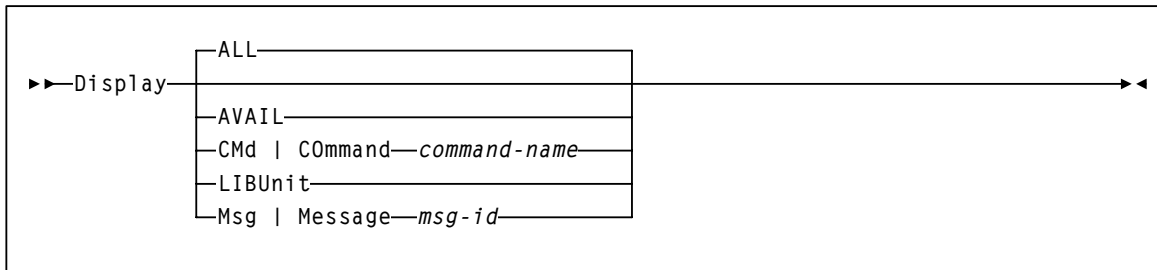 ALL
Display
AVAIL
CMd | COmmand command-name
LIBUnit
Msg | Message msg-id